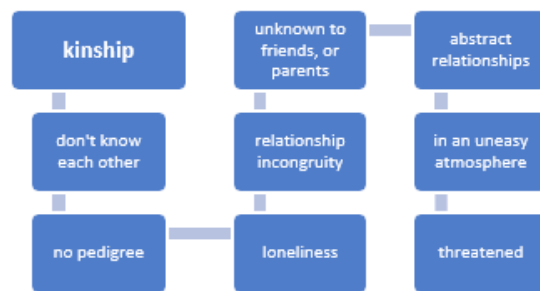 kinship
don't know
each other
no pedigree
loneliness
relationship
incongruity
unknown to
friends, or
parents
abstract
relationships
in an uneasy
atmosphere
threatened